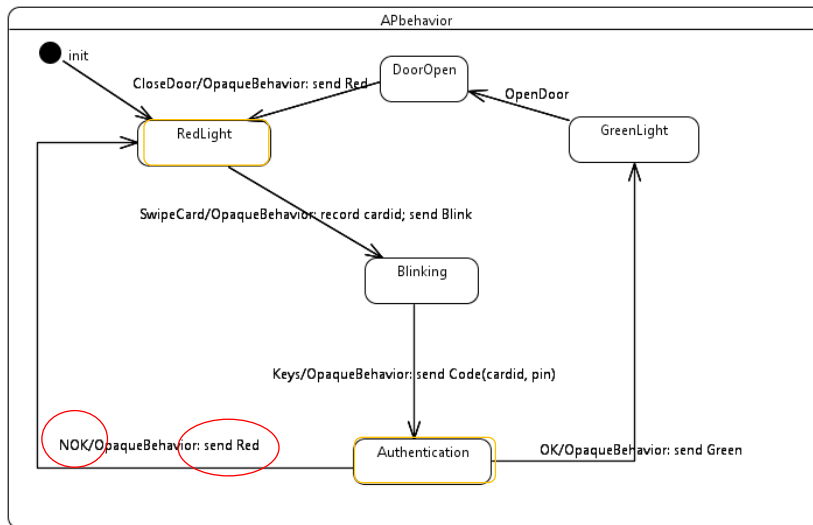 APbehavior
init
DoorOpen
CloseDoor/OpaqueBehavior: send Red
OpenDoor
RedLight
GreenLight
SwipeCard/OpaqueBehavior: record cardid; send Blink
Blinking
Keys/OpaqueBehavior: send Code(cardid, pin)
NOK/OpaqueBehavior: send Red
Authentication
OK/OpaqueBehavior: send Green